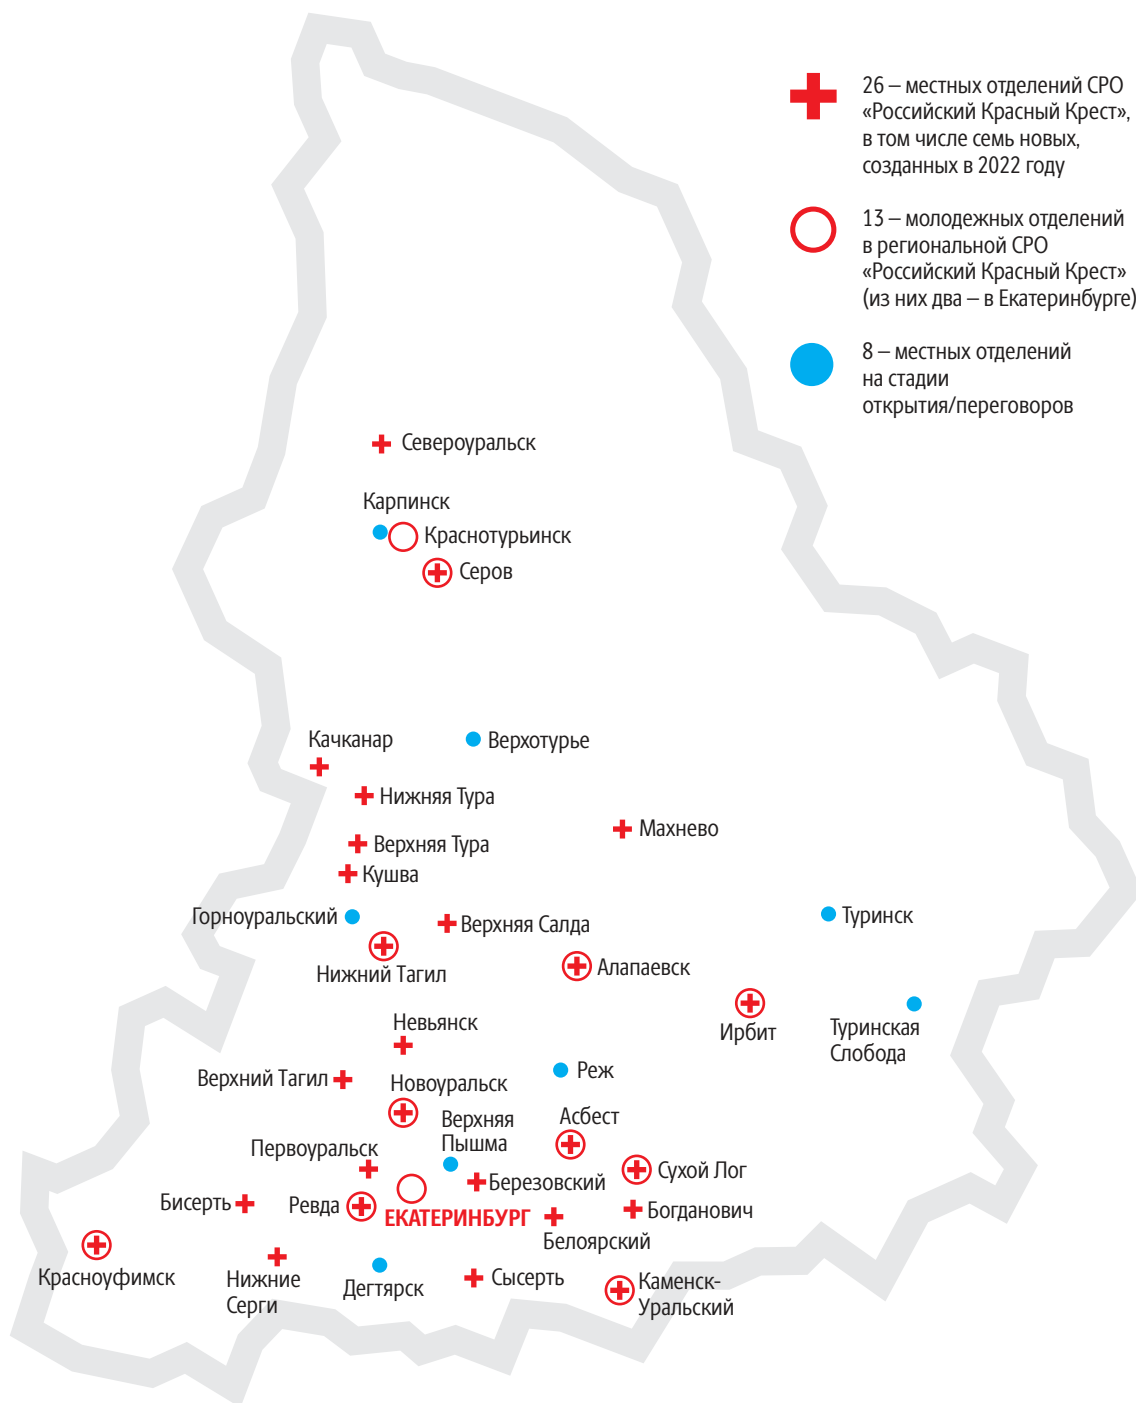 26 – местных отделений СРО
«Российский Красный Крест»,
в том числе семь новых,
созданных в 2022 году
13 – молодежных отделений
в региональной СРО
«Российский Красный Крест»
(из них два – в Екатеринбурге)
8 – местных отделений
на стадии
открытия/переговоров
Североуральск
Карпинск
Краснотурьинск
Серов
Качканар
Верхотурье
Нижняя Тура
Махнево
Верхняя Тура
Кушва
Горноуральский
Верхняя Салда
Туринск
Нижний Тагил
Алапаевск
Ирбит
Туринская
Слобода
Невьянск
Верхний Тагил
Реж
Новоуральск
Верхняя
Пышма
Асбест
Первоуральск
Сухой Лог
Березовский
Бисерть
Ревда
ЕКАТЕРИНБУРГ
Богданович
Белоярский
Красноуфимск
Нижние
Серги
Дегтярск
Сысерть
Каменск-
Уральский